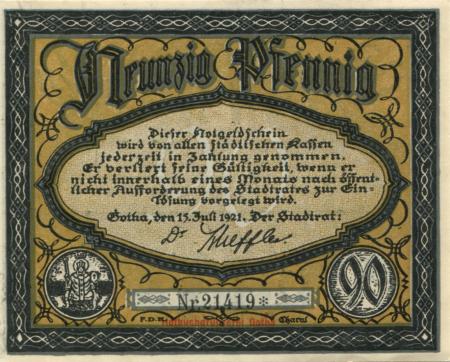 Neunzig Pfennig
Dieser Notgeldschein
wird von allen städtischen Kassen
jederzeit in Zahlung genommen.
Er verliert seine Gültigkeit, wenn er
nicht innerhalb eines Monats nach öffent-
licher Aufforderung des Stadtrates zur Ein-
lösung vorgelegt wird.
Gotha, den 15. Juli 1921. Der Stadtrat:
Dr.
90
Nr 21419*
F.D.R.
Gotha